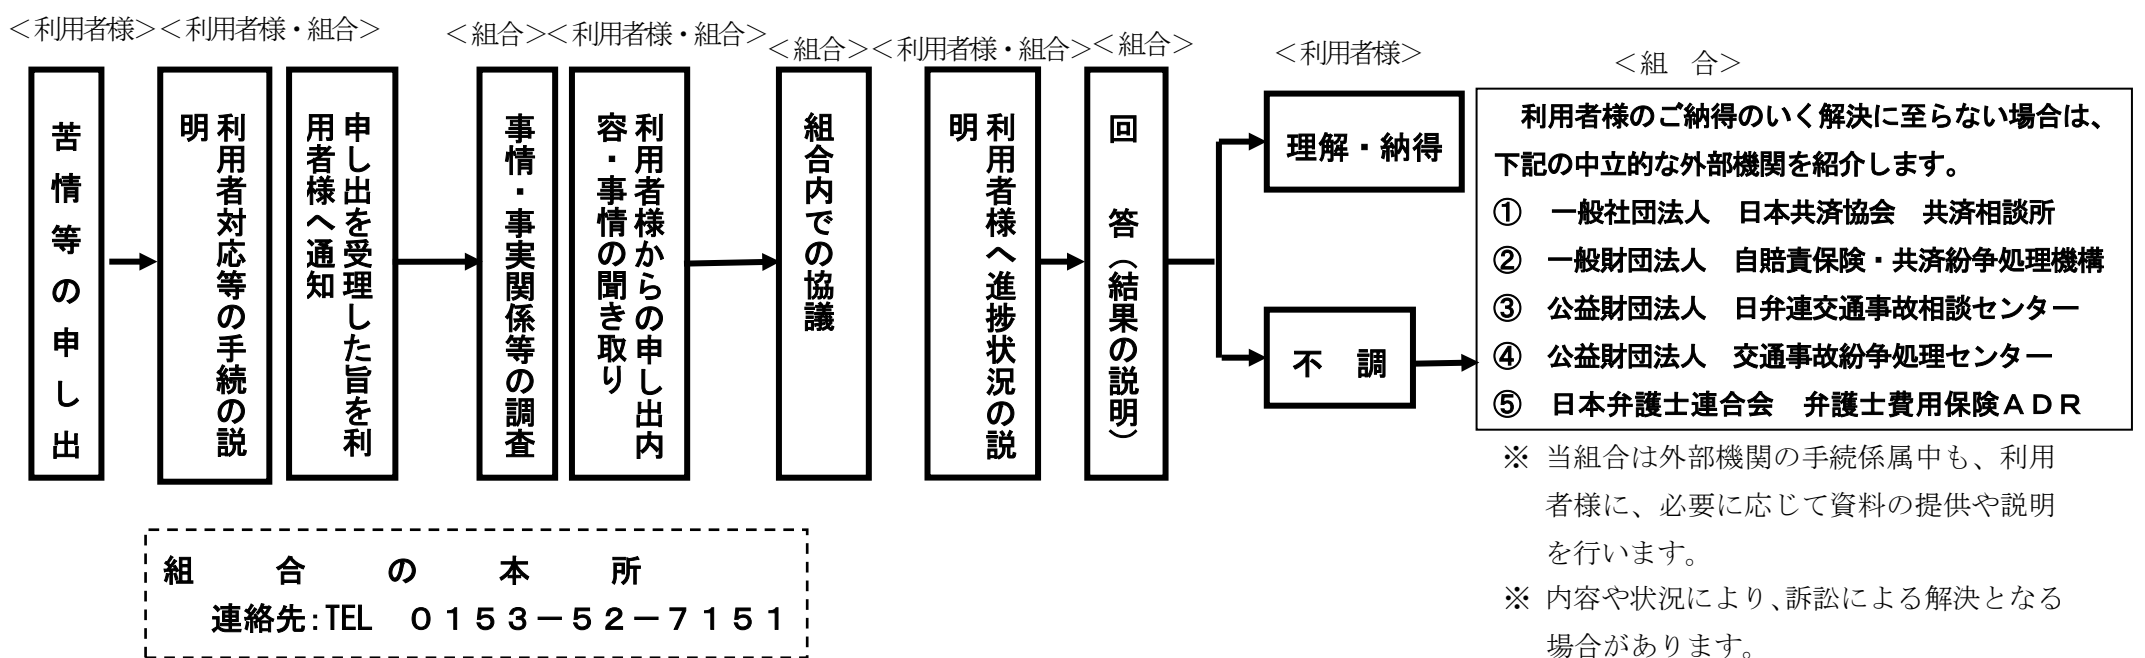 ＜利用者様＞
＜利用者様・組合＞
＜組合＞
＜利用者様・組合＞
＜組合＞
＜利用者様・組合＞
＜組合＞
＜利用者様＞
＜組　合＞
苦情等の申し出
利用者対応等の手続の説
明
申し出を受理した旨を利
用者様へ通知
事情・事実関係等の調査
利用者様からの申し出内
容・事情の聞き取り
組合内での協議
利用者様へ進捗状況の説
明
回　答（結果の説明）
理解・納得
不　調
利用者様のご納得のいく解決に至らない場合は、
下記の中立的な外部機関を紹介します。
①　一般社団法人　日本共済協会　共済相談所
②　一般財団法人　自賠責保険・共済紛争処理機構
③　公益財団法人　日弁連交通事故相談センター
④　公益財団法人　交通事故紛争処理センター
⑤　日本弁護士連合会　弁護士費用保険ＡＤＲ
※ 当組合は外部機関の手続係属中も、利用
者様に、必要に応じて資料の提供や説明
を行います。
※ 内容や状況により、訴訟による解決となる
場合があります。
組　合　の　本　所
連絡先：TEL　０１５３－５２－７１５１